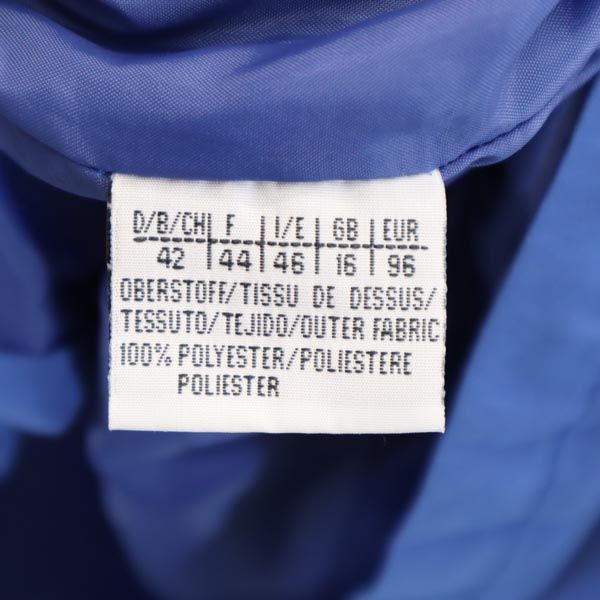 D/B/CH F I/E GB EUR
42 44 46 16 96
OBERSTOFF/TISSU DE DESSUS/
TESSUTO/TEJIDO/OUTER FABRIC
100% POLYESTER/POLIESTERE
POLIESTER